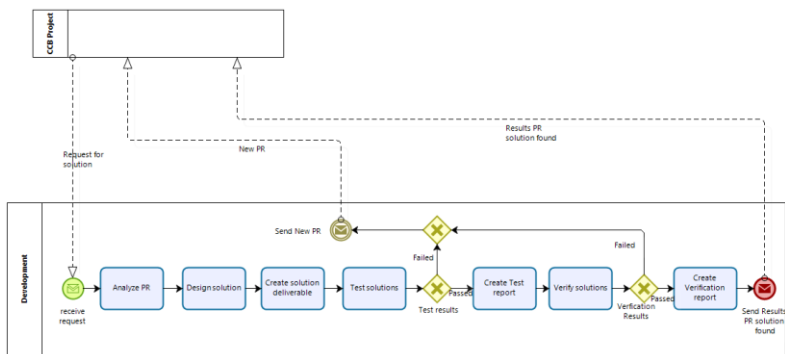 CCB Project
Request for
solution
New PR
Results PR
solution found
Development
Send New PR
Failed
Failed
receive
request
Analyze PR
Design solution
Create solution
deliverable
Test solutions
Passed
Test results
Create Test
report
Verify solutions
Passed
Verfication
Results
Create
Verification
report
Send Results
PR solution
found